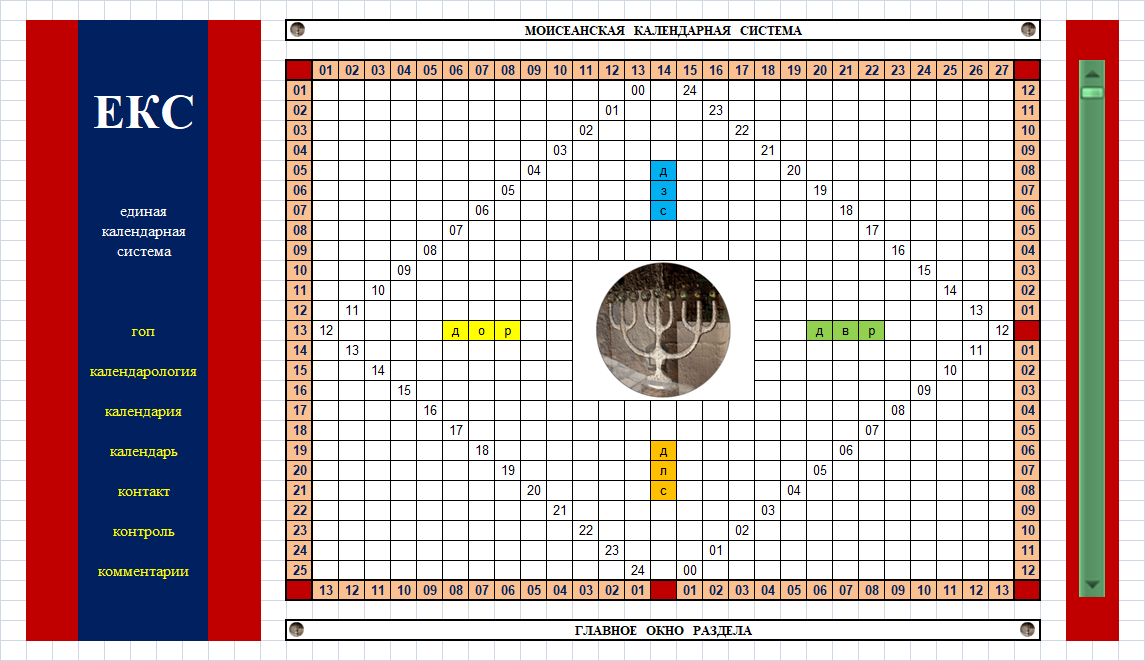 МОИСЕАНСКАЯ КАЛЕНДАРНАЯ СИСТЕМА
ЕКС
единая
календарная
система
гоп
календарология
календария
календарь
контакт
контроль
комментарии
01 02 03 04 05 06 07 08 09 10 11 12 13 14 15 16 17 18 19 20 21 22 23 24 25 26 27
01 00 24 12
02 01 23 11
03 02 22 10
04 03 21 09
05 04 д 20 08
06 05 з 19 07
07 06 с 18 06
08 07 17 05
09 08 16 04
10 09 15 03
11 10 14 02
12 11 13 01
13 12 д о р д в р 12
14 13 11 01
15 14 10 02
16 15 09 03
17 16 08 04
18 17 07 05
19 18 д 06 06
20 19 л 05 07
21 20 с 04 08
22 21 03 09
23 22 02 10
24 23 01 11
25 24 00 12
13 12 11 10 09 08 07 06 05 04 03 02 01 01 02 03 04 05 06 07 08 09 10 11 12 13
ГЛАВНОЕ ОКНО РАЗДЕЛА